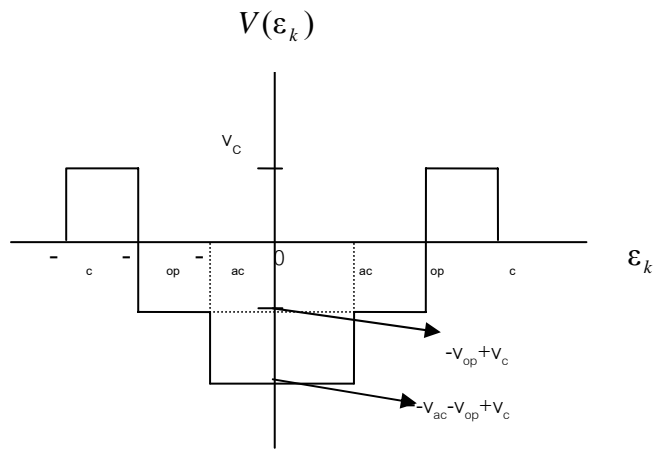 V(ε_k)
V_C
- c - op - ac 0 ac op c
ε_k
-V_op+V_c
-V_ac-V_op+V_c